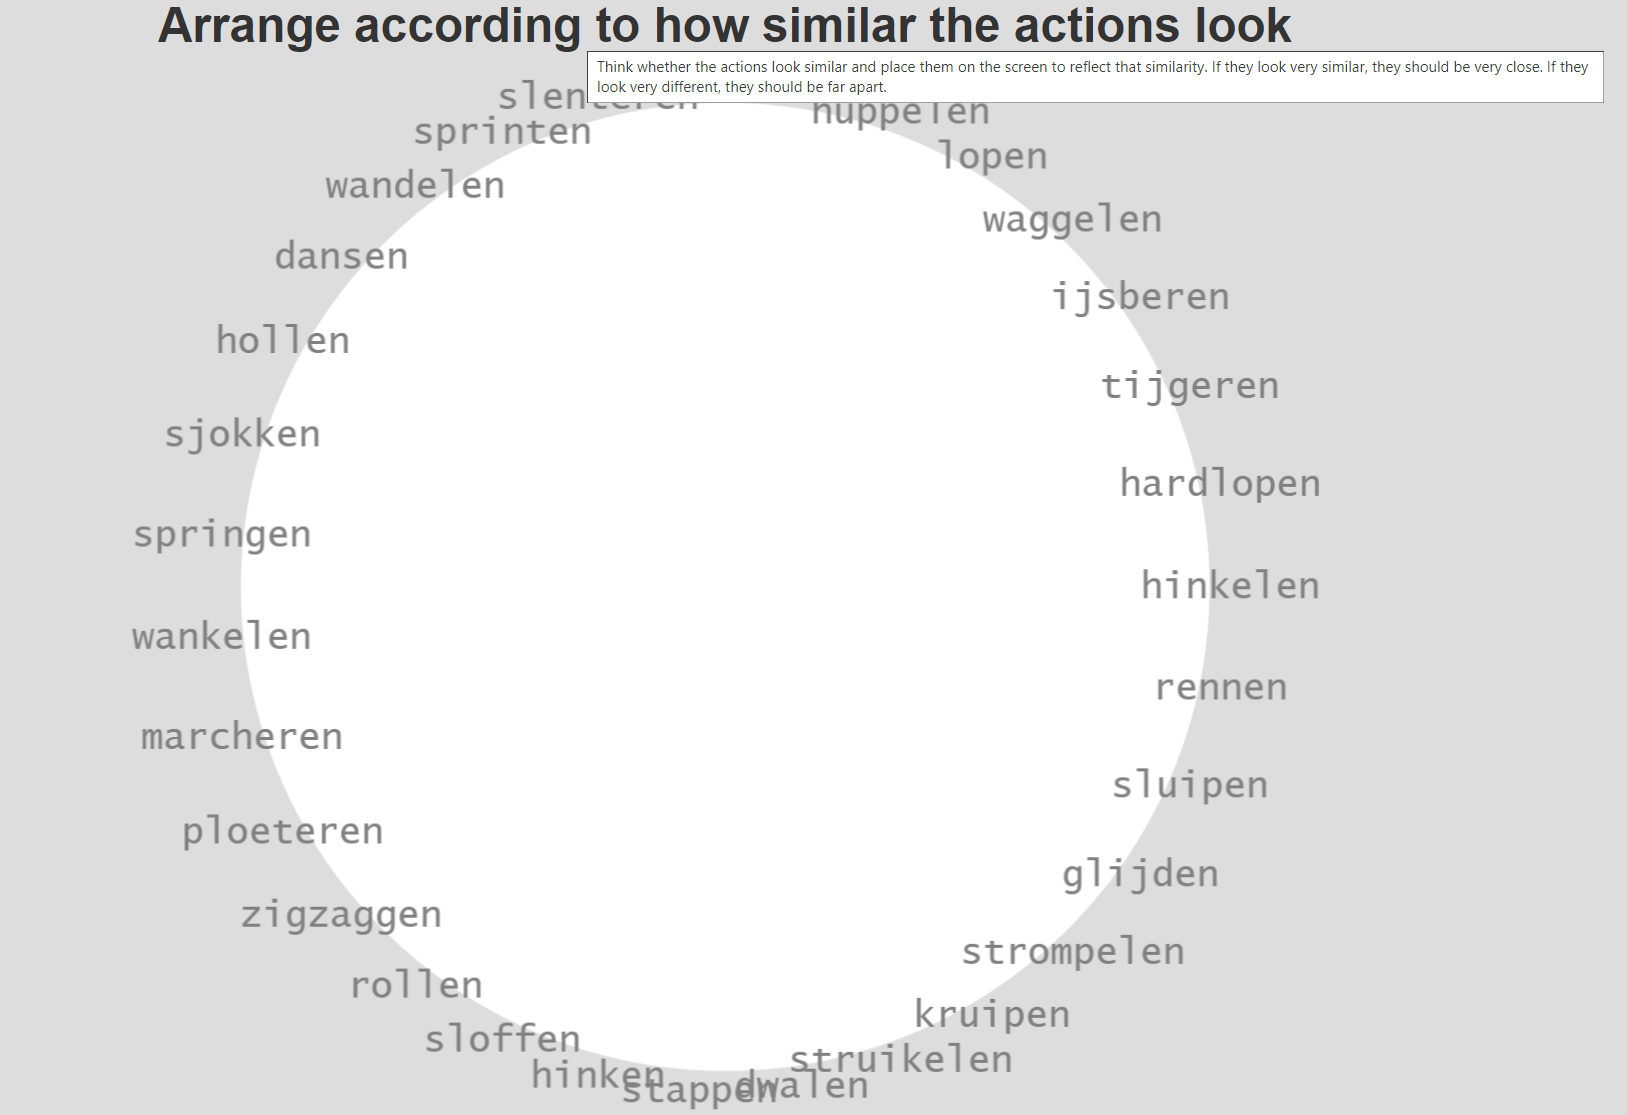 Arrange according to how similar the actions look
Think whether the actions look similar and place them on the screen to reflect that similarity. If they look very similar, they should be very close. If they
look very different, they should be far apart.
slenteren
huppelen
sprinten
lopen
wandelen
waggelen
dansen
ijsberen
hollen
tijgeren
sjokken
hardlopen
springen
hinkelen
wankelen
rennen
marcheren
sluipen
ploeteren
glijden
zigzaggen
strompelen
rollen
kruipen
sloffen
struikelen
hinken
stappen
dwalen